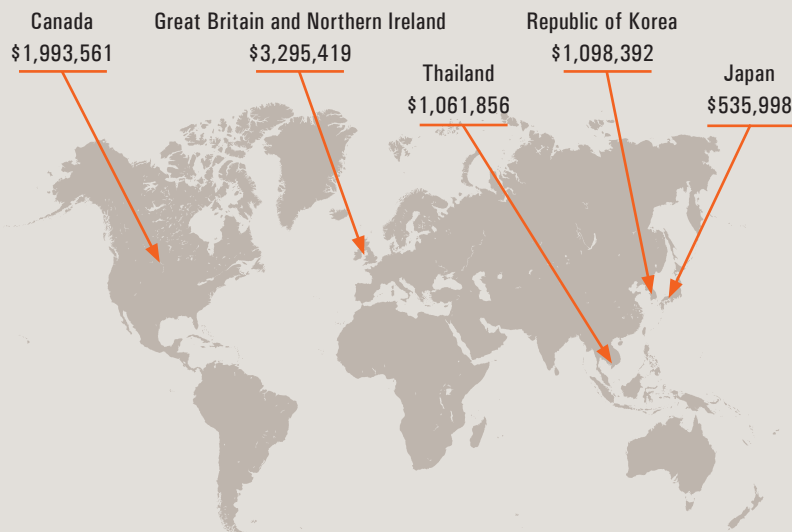 Canada
$1,993,561
Great Britain and Northern Ireland
$3,295,419
Thailand
$1,061,856
Republic of Korea
$1,098,392
Japan
$535,998